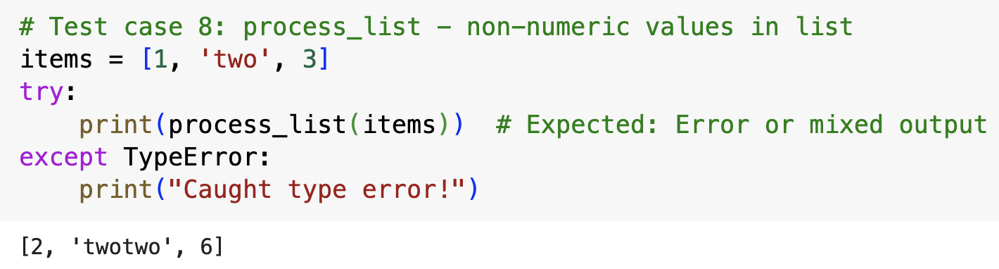 # Test case 8: process_list - non-numeric values in list
items = [1, 'two', 3]
try:
    print(process_list(items))  # Expected: Error or mixed output
except TypeError:
    print("Caught type error!")
[2, 'twotwo', 6]